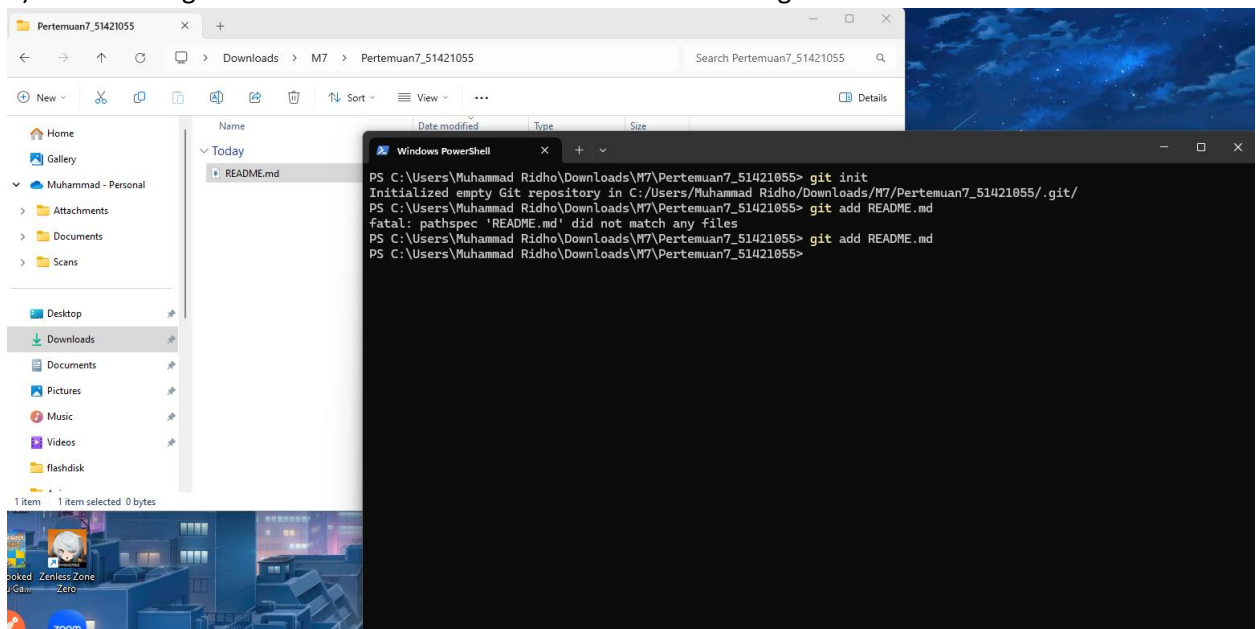 Pertemuan7_51421055
Downloads > M7 > Pertemuan7_51421055
Search Pertemuan7_51421055
New
Sort
View
Details
Name
Date modified
Type
Size
Home
Gallery
Muhammad - Personal
Attachments
Documents
Scans
Desktop
Downloads
Documents
Pictures
Music
Videos
flashdisk
Today
README.md
1 item 1 item selected 0 bytes
Windows PowerShell
PS C:\Users\Muhammad Ridho\Downloads\M7\Pertemuan7_51421055> git init
Initialized empty Git repository in C:/Users/Muhammad Ridho/Downloads/M7/Pertemuan7_51421055/.git/
PS C:\Users\Muhammad Ridho\Downloads\M7\Pertemuan7_51421055> git add README.md
fatal: pathspec 'README.md' did not match any files
PS C:\Users\Muhammad Ridho\Downloads\M7\Pertemuan7_51421055> git add README.md
PS C:\Users\Muhammad Ridho\Downloads\M7\Pertemuan7_51421055>
Zenless Zone
Zero
zoom